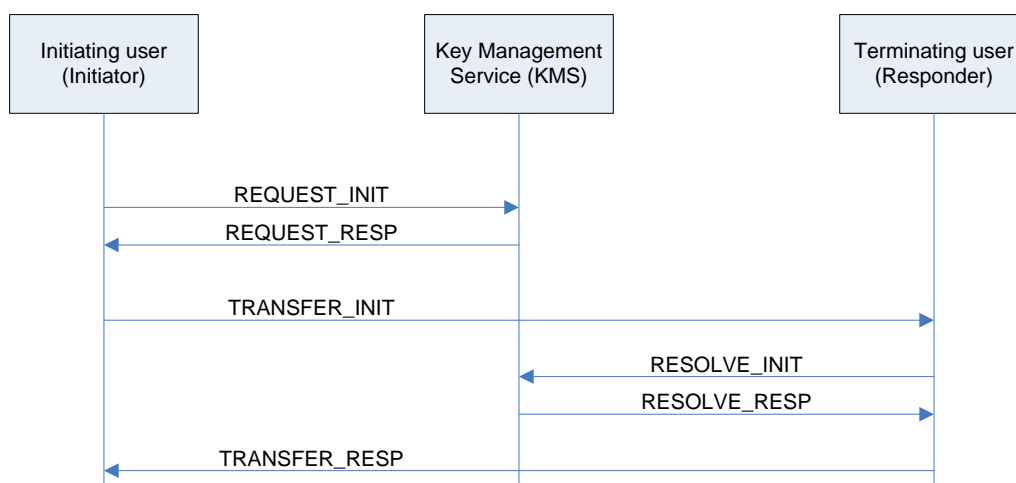 Initiating user
(Initiator)
Key Management
Service (KMS)
Terminating user
(Responder)
REQUEST_INIT
REQUEST_RESP
TRANSFER_INIT
RESOLVE_INIT
RESOLVE_RESP
TRANSFER_RESP